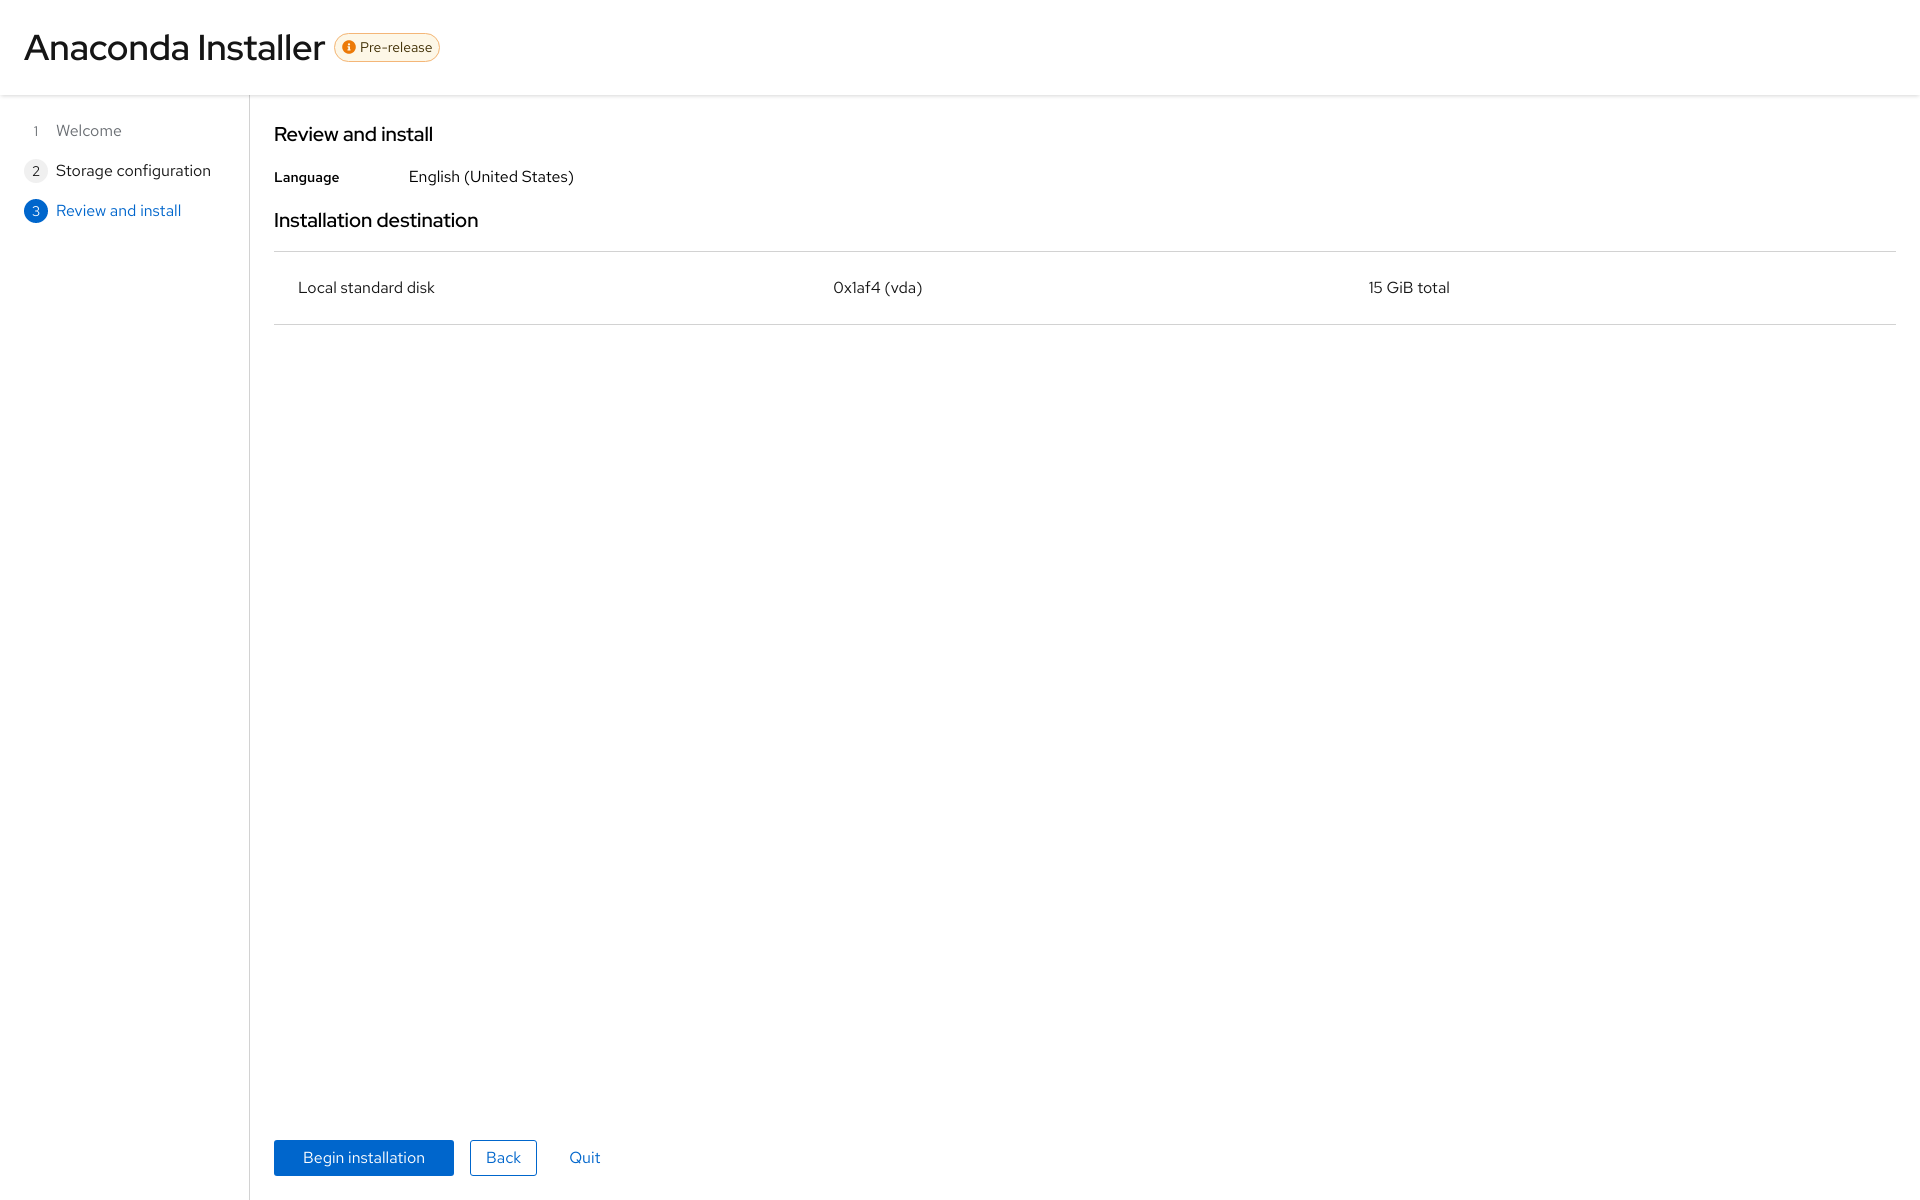 Anaconda Installer Pre-release
1 Welcome
2 Storage configuration
3 Review and install
Review and install
Language English (United States)
Installation destination
Local standard disk 0x1af4 (vda) 15 GiB total
Begin installation Back Quit